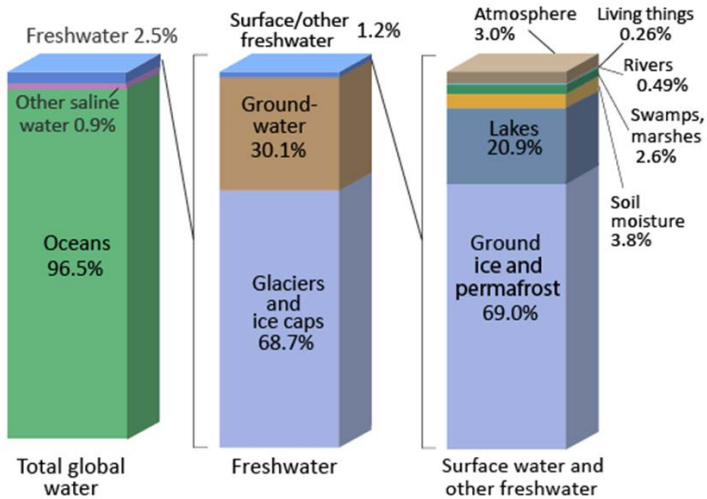 Freshwater 2.5%
Other saline
water 0.9%
Oceans
96.5%
Total global
water
Surface/other
freshwater 1.2%
Ground-
water
30.1%
Glaciers
and
ice caps
68.7%
Freshwater
Atmosphere
3.0%
Living things
0.26%
Rivers
0.49%
Swamps,
marshes
2.6%
Soil
moisture
3.8%
Lakes
20.9%
Ground
ice and
permafrost
69.0%
Surface water and
other freshwater